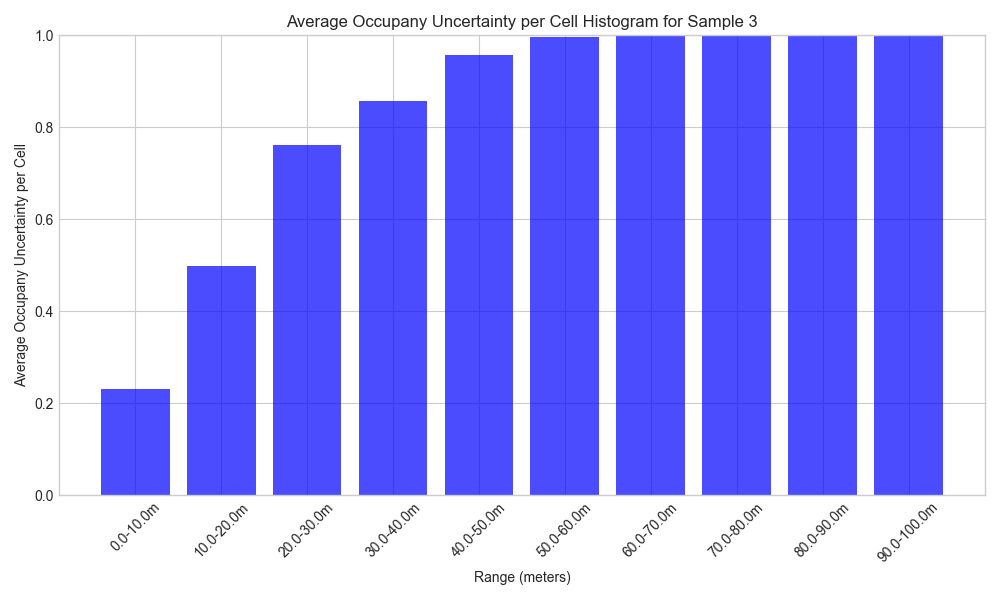 Average Occupany Uncertainty per Cell Histogram for Sample 3
Average Occupany Uncertainty per Cell
1.0
0.8
0.6
0.4
0.2
0.0
0.0-10.0m
10.0-20.0m
20.0-30.0m
30.0-40.0m
40.0-50.0m
50.0-60.0m
60.0-70.0m
70.0-80.0m
80.0-90.0m
90.0-100.0m
Range (meters)